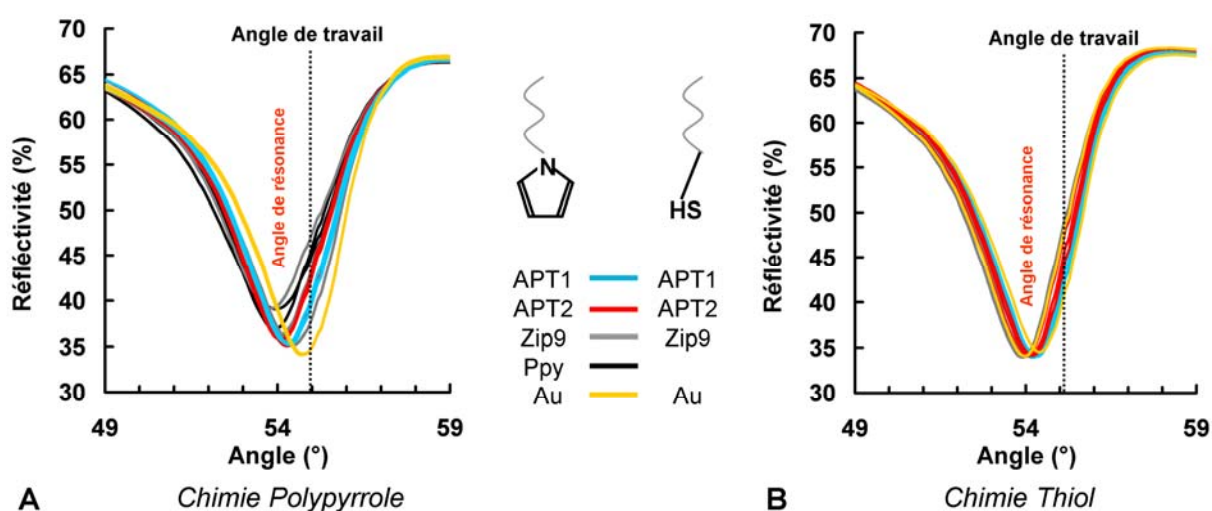 70
65
60
55
50
45
40
35
30
Réfléctivité (%)
Angle de travail
Angle de résonance
49
54
59
Angle (°)
A
Chimie Polypyrrole
N
HS
APT1 APT1
APT2 APT2
Zip9 Zip9
Ppy
Au Au
70
65
60
55
50
45
40
35
30
Réfléctivité (%)
Angle de travail
Angle de résonance
49
54
59
Angle (°)
B
Chimie Thiol